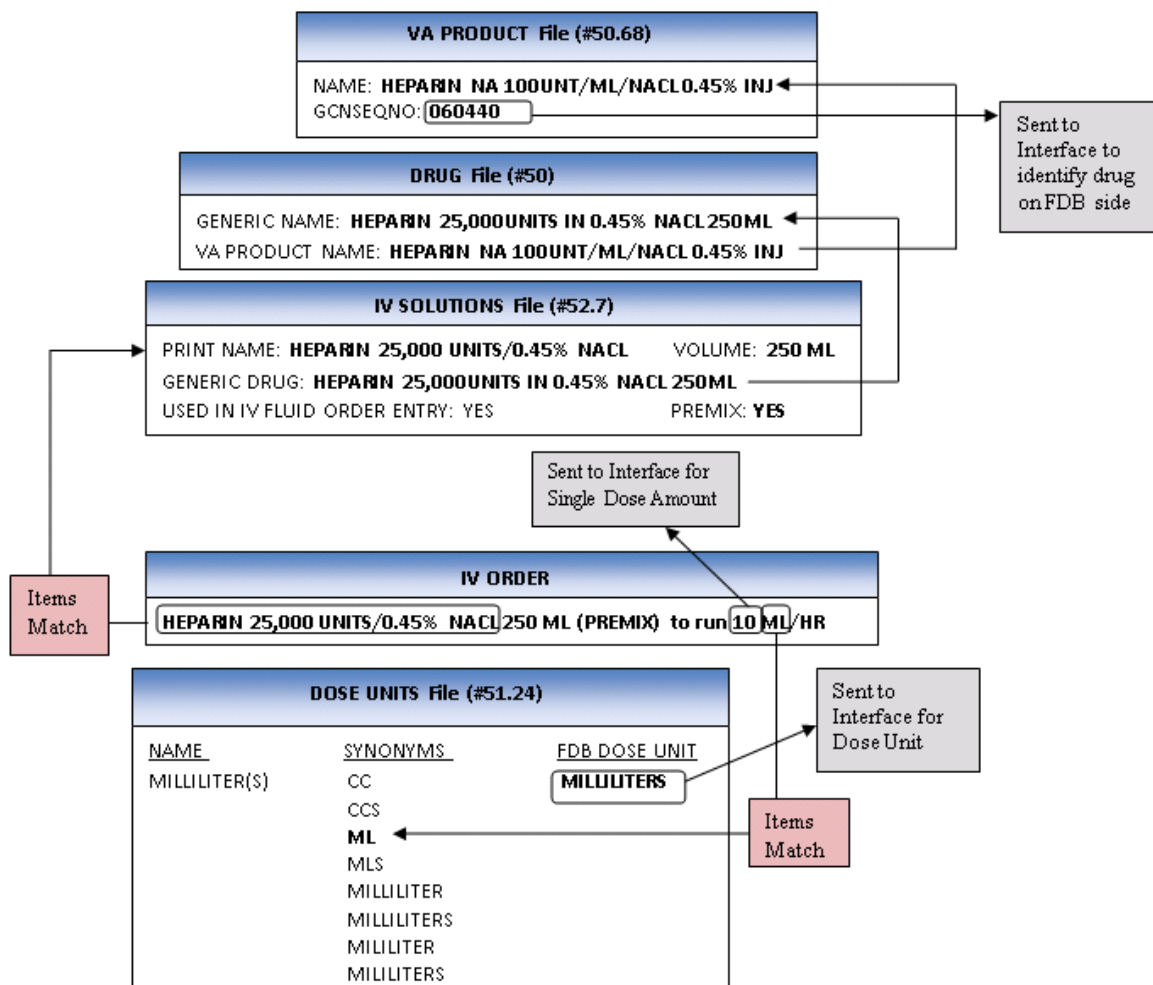 VA PRODUCT File (#50.68)
NAME: HEPARIN NA 100UNT/ML/NACL 0.45% INJ
GCNSEQNO: 060440
Sent to
Interface to
identify drug
on FDB side
DRUG File (#50)
GENERIC NAME: HEPARIN 25,000UNITS IN 0.45% NACL 250ML
VA PRODUCT NAME: HEPARIN NA 100UNT/ML/NACL 0.45% INJ
IV SOLUTIONS File (#52.7)
PRINT NAME: HEPARIN 25,000 UNITS/0.45% NACL VOLUME: 250 ML
GENERIC DRUG: HEPARIN 25,000UNITS IN 0.45% NACL 250ML
USED IN IV FLUID ORDER ENTRY: YES PREMIX: YES
Sent to Interface for
Single Dose Amount
Items
Match
IV ORDER
HEPARIN 25,000 UNITS/0.45% NACL 250 ML (PREMIX) to run 10 ML/HR
DOSE UNITS File (#51.24)
Sent to
Interface for
Dose Unit
NAME SYNONYMS FDB DOSE UNIT
MILLILITER(S) CC MILLILITERS
CCS
ML
MLS
MILLILITER
MILLILITERS
MILILITER
MILILITERS
Items
Match